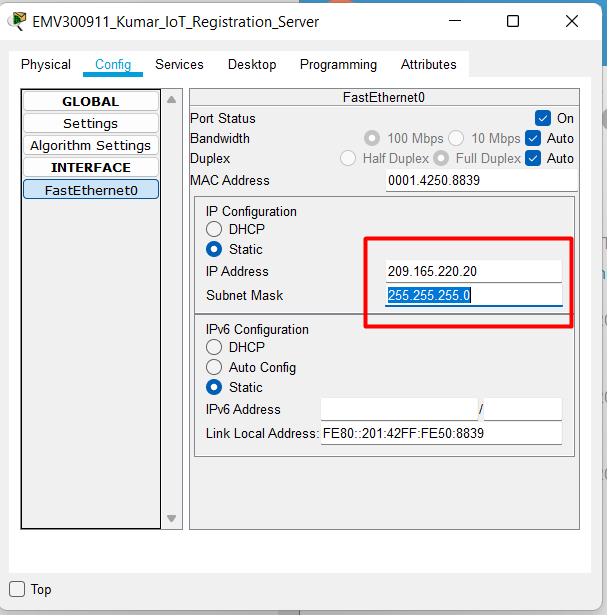 EMV300911_Kumar_IoT_Registration_Server
Physical Config Services Desktop Programming Attributes
GLOBAL
Settings
Algorithm Settings
INTERFACE
FastEthernet0
FastEthernet0
Port Status On
Bandwidth 100 Mbps 10 Mbps Auto
Duplex Half Duplex Full Duplex Auto
MAC Address 0001.4250.8839
IP Configuration
DHCP
Static
IP Address 209.165.220.20
Subnet Mask 255.255.255.0
IPv6 Configuration
DHCP
Auto Config
Static
IPv6 Address /
Link Local Address: FE80::201:42FF:FE50:8839
Top